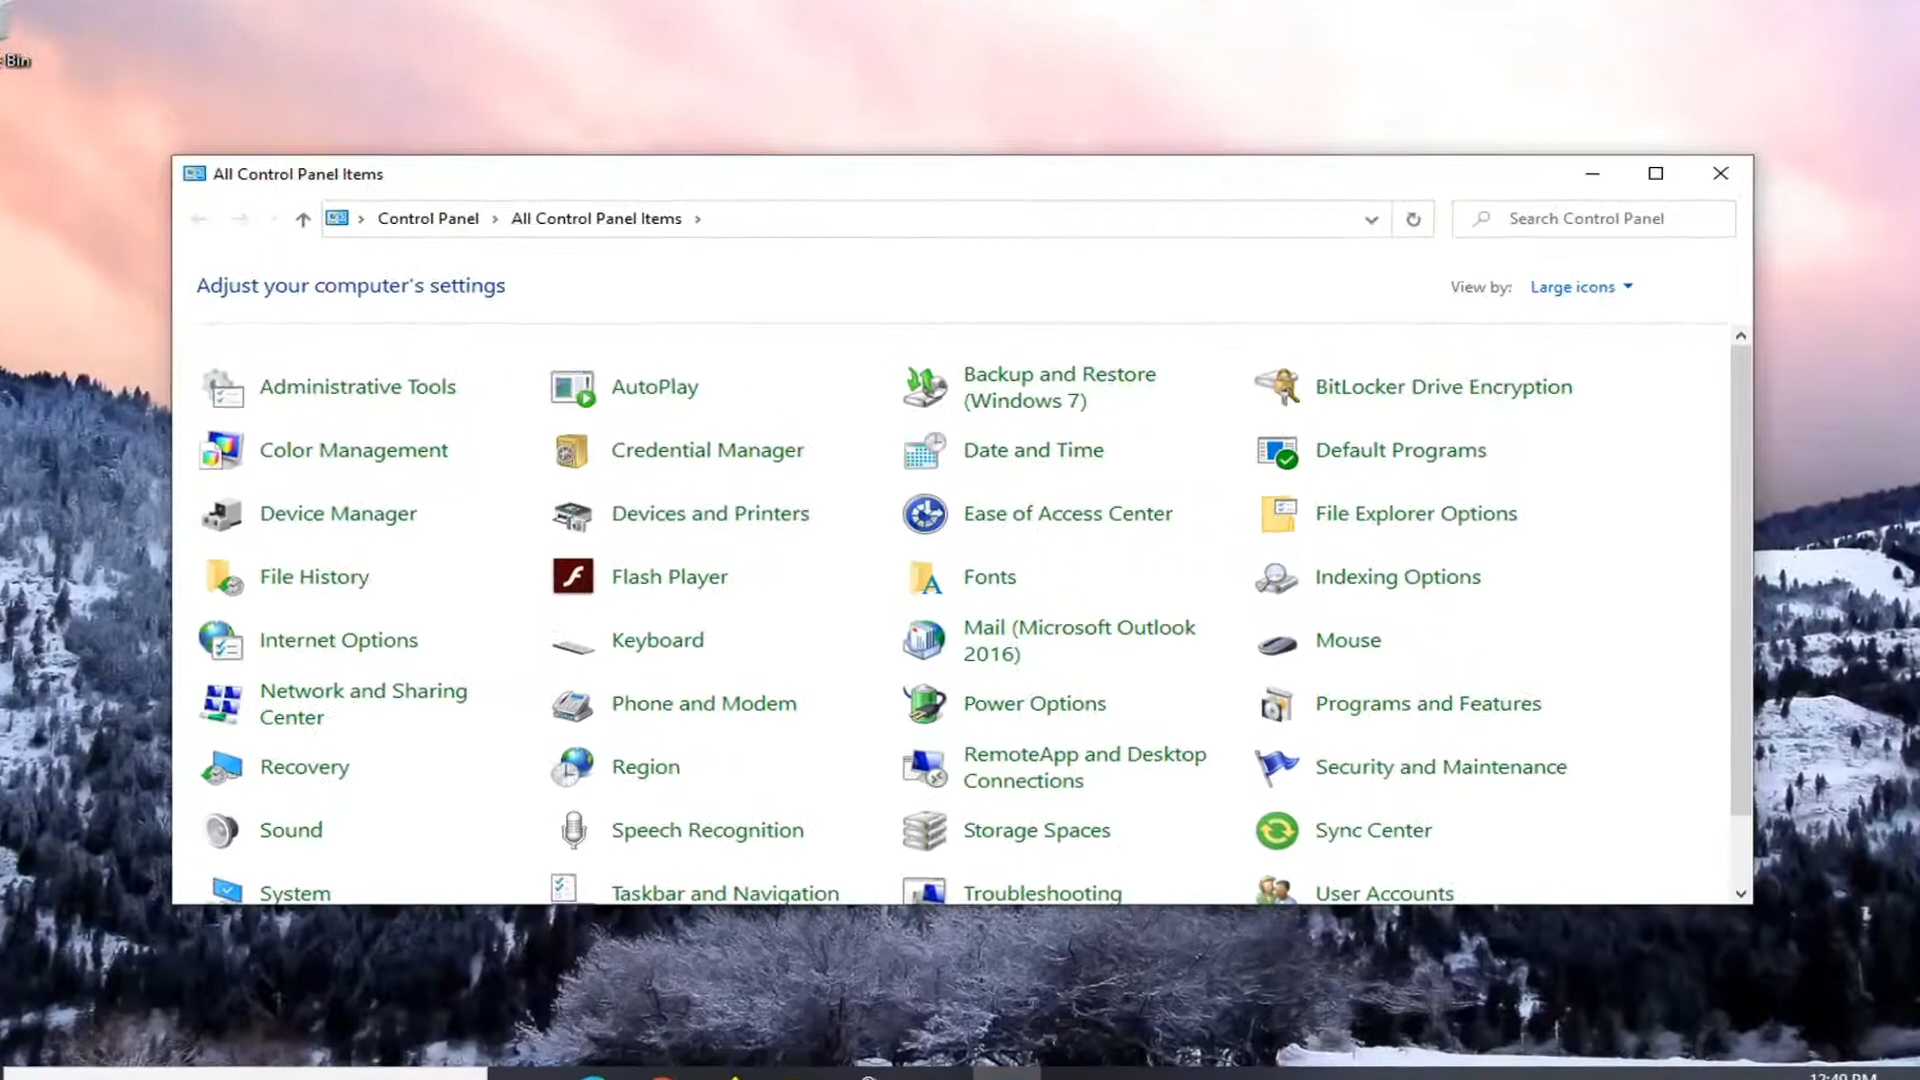 Bin
All Control Panel Items
Control Panel
All Control Panel Items
Search Control Panel
Adjust your computer's settings
View by:
Large icons
Administrative Tools
AutoPlay
Backup and Restore
(Windows 7)
BitLocker Drive Encryption
Color Management
Credential Manager
Date and Time
Default Programs
Device Manager
Devices and Printers
Ease of Access Center
File Explorer Options
File History
Flash Player
Fonts
Indexing Options
Internet Options
Keyboard
Mail (Microsoft Outlook
2016)
Mouse
Network and Sharing
Center
Phone and Modem
Power Options
Programs and Features
Recovery
Region
RemoteApp and Desktop
Connections
Security and Maintenance
Sound
Speech Recognition
Storage Spaces
Sync Center
System
Taskbar and Navigation
Troubleshooting
User Accounts